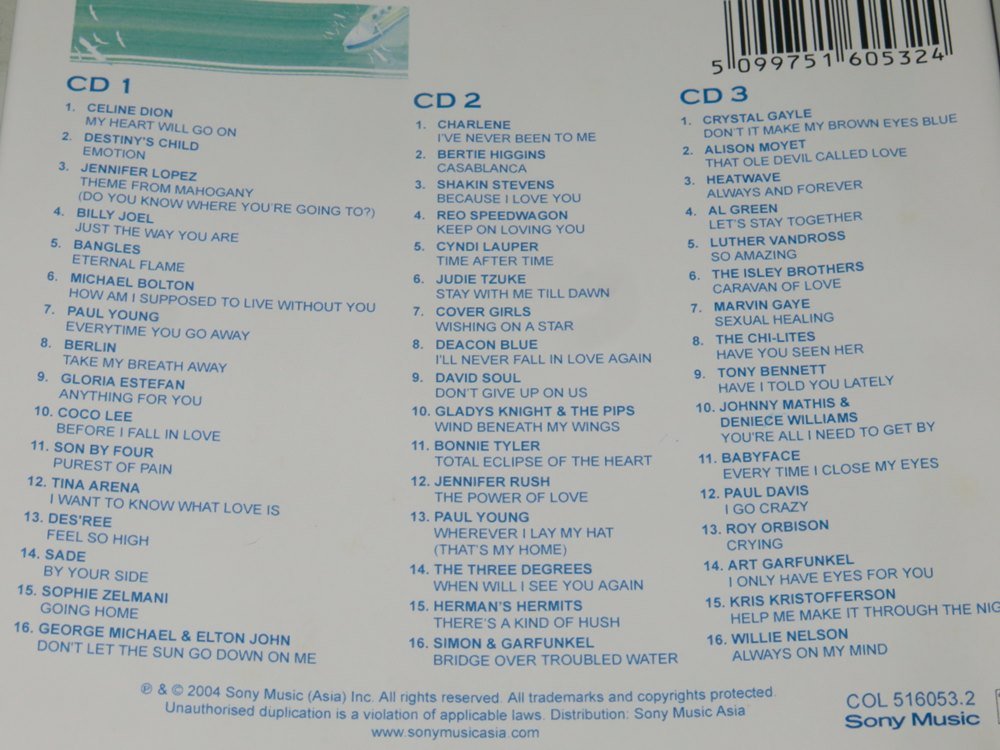 5 099751 605324
CD 1
1. CELINE DION
MY HEART WILL GO ON
2. DESTINY'S CHILD
EMOTION
3. JENNIFER LOPEZ
THEME FROM MAHOGANY
(DO YOU KNOW WHERE YOU'RE GOING TO?)
4. BILLY JOEL
JUST THE WAY YOU ARE
5. BANGLES
ETERNAL FLAME
6. MICHAEL BOLTON
HOW AM I SUPPOSED TO LIVE WITHOUT YOU
7. PAUL YOUNG
EVERYTIME YOU GO AWAY
8. BERLIN
TAKE MY BREATH AWAY
9. GLORIA ESTEFAN
ANYTHING FOR YOU
10. COCO LEE
BEFORE I FALL IN LOVE
11. SON BY FOUR
PUREST OF PAIN
12. TINA ARENA
I WANT TO KNOW WHAT LOVE IS
13. DES'REE
FEEL SO HIGH
14. SADE
BY YOUR SIDE
15. SOPHIE ZELMANI
GOING HOME
16. GEORGE MICHAEL & ELTON JOHN
DON'T LET THE SUN GO DOWN ON ME
CD 2
1. CHARLENE
I'VE NEVER BEEN TO ME
2. BERTIE HIGGINS
CASABLANCA
3. SHAKIN STEVENS
BECAUSE I LOVE YOU
4. REO SPEEDWAGON
KEEP ON LOVING YOU
5. CYNDI LAUPER
TIME AFTER TIME
6. JUDIE TZUKE
STAY WITH ME TILL DAWN
7. COVER GIRLS
WISHING ON A STAR
8. DEACON BLUE
I'LL NEVER FALL IN LOVE AGAIN
9. DAVID SOUL
DON'T GIVE UP ON US
10. GLADYS KNIGHT & THE PIPS
WIND BENEATH MY WINGS
11. BONNIE TYLER
TOTAL ECLIPSE OF THE HEART
12. JENNIFER RUSH
THE POWER OF LOVE
13. PAUL YOUNG
WHEREVER I LAY MY HAT
(THAT'S MY HOME)
14. THE THREE DEGREES
WHEN WILL I SEE YOU AGAIN
15. HERMAN'S HERMITS
THERE'S A KIND OF HUSH
16. SIMON & GARFUNKEL
BRIDGE OVER TROUBLED WATER
CD 3
1. CRYSTAL GAYLE
DON'T IT MAKE MY BROWN EYES BLUE
2. ALISON MOYET
THAT OLE DEVIL CALLED LOVE
3. HEATWAVE
ALWAYS AND FOREVER
4. AL GREEN
LET'S STAY TOGETHER
5. LUTHER VANDROSS
SO AMAZING
6. THE ISLEY BROTHERS
CARAVAN OF LOVE
7. MARVIN GAYE
SEXUAL HEALING
8. THE CHI-LITES
HAVE YOU SEEN HER
9. TONY BENNETT
HAVE I TOLD YOU LATELY
10. JOHNNY MATHIS &
DENIECE WILLIAMS
YOU'RE ALL I NEED TO GET BY
11. BABYFACE
EVERY TIME I CLOSE MY EYES
12. PAUL DAVIS
I GO CRAZY
13. ROY ORBISON
CRYING
14. ART GARFUNKEL
I ONLY HAVE EYES FOR YOU
15. KRIS KRISTOFFERSON
HELP ME MAKE IT THROUGH THE NIG
16. WILLIE NELSON
ALWAYS ON MY MIND
℗ & © 2004 Sony Music (Asia) Inc. All rights reserved. All trademarks and copyrights protected.
Unauthorised duplication is a violation of applicable laws. Distribution: Sony Music Asia
www.sonymusicasia.com
COL 516053.2
Sony Music